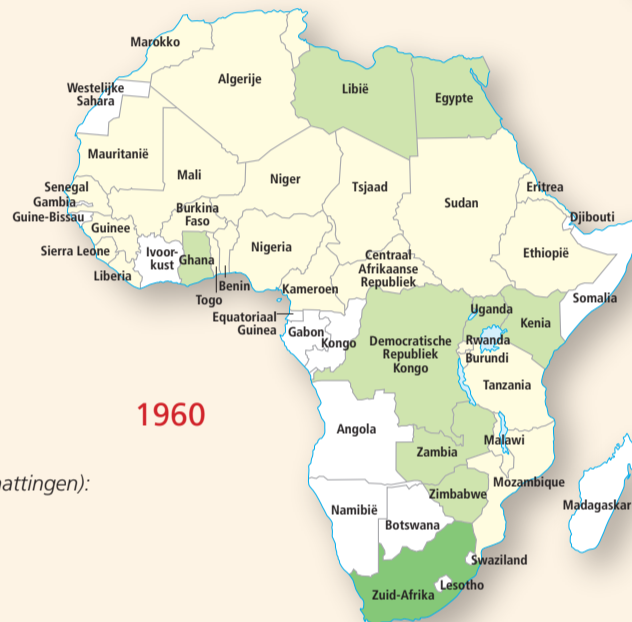 Marokko
Algerije
Libië
Egypte
Westelijke
Sahara
Mauritanië
Mali
Niger
Tsjaad
Sudan
Eritrea
Djibouti
Senegal
Gambia
Guine-Bissau
Guinee
Burkina
Faso
Nigeria
Ethiopië
Sierra Leone
Liberia
Ivoor-
kust
Ghana
Togo
Benin
Kameroen
Centraal
Afrikaanse
Republiek
Somalia
Equatoriaal
Guinea
Gabon
Kongo
Democratische
Republiek
Kongo
Uganda
Kenia
Rwanda
Burundi
Tanzania
1960
Angola
Zambia
Malawi
Mozambique
attingen):
Zimbabwe
Namibië
Botswana
Madagaskar
Swaziland
Lesotho
Zuid-Afrika